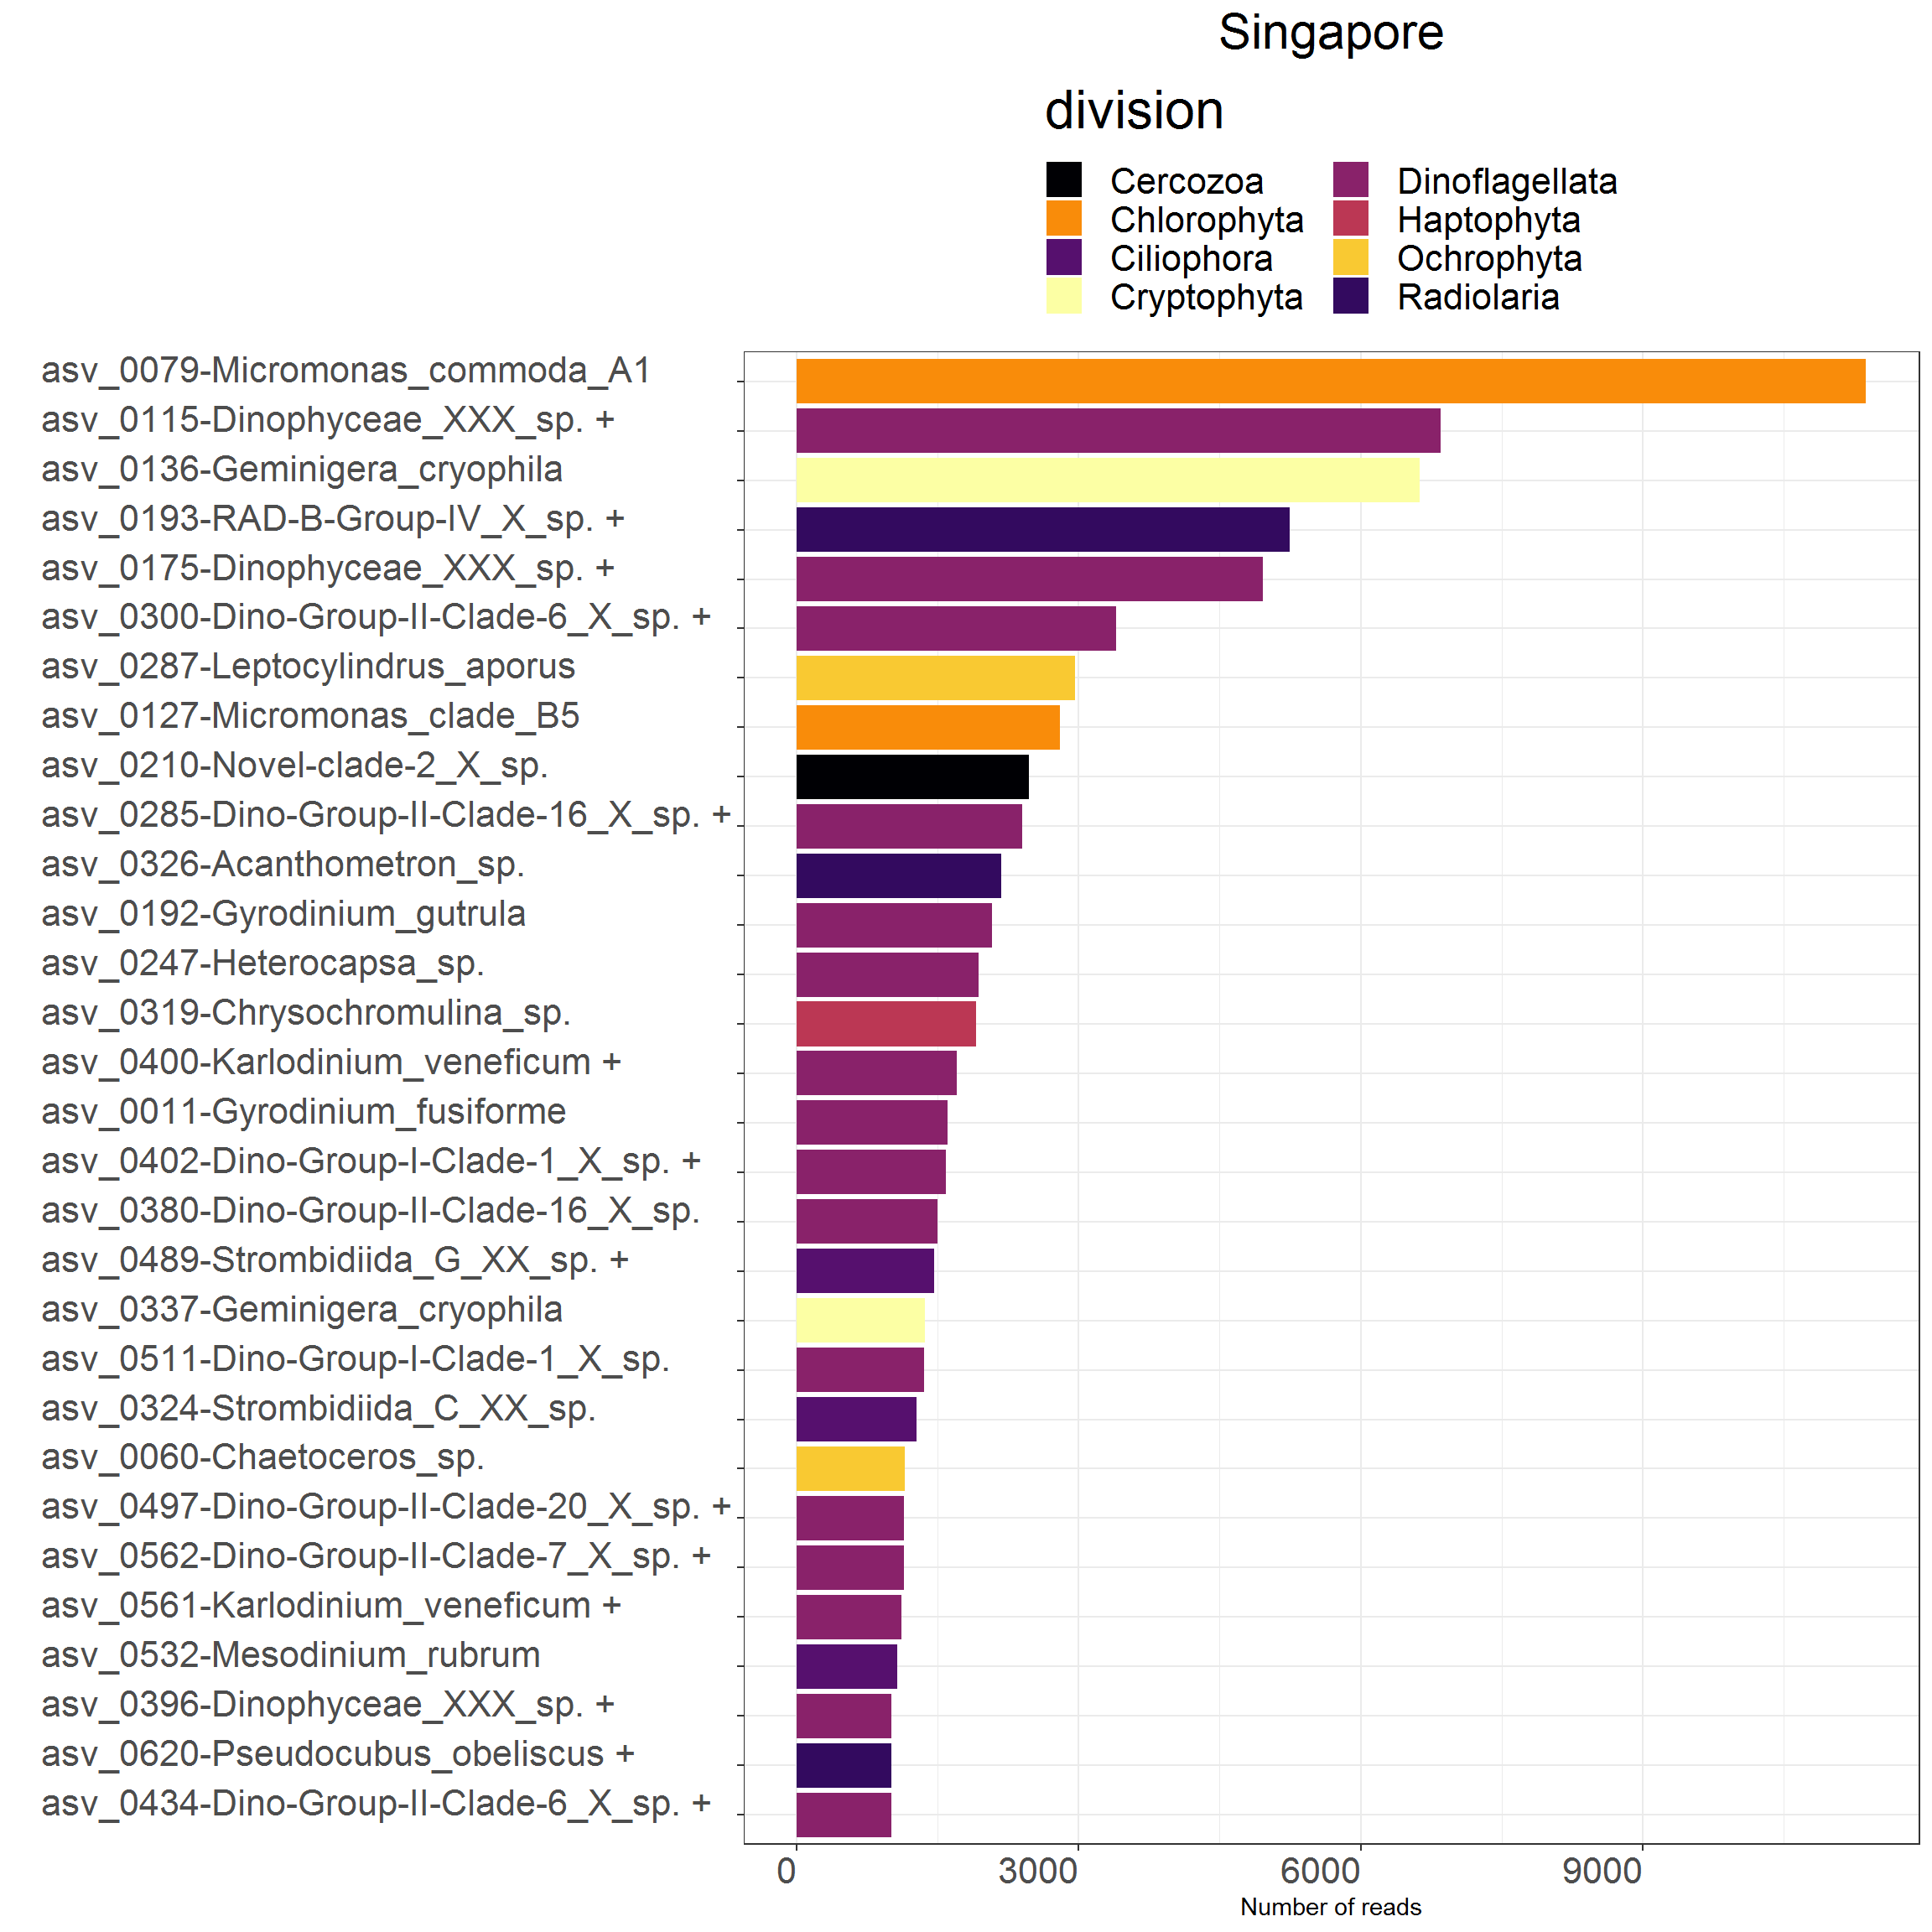 Singapore
division
Cercozoa
Dinoflagellata
Chlorophyta
Haptophyta
Ciliophora
Ochrophyta
Cryptophyta
Radiolaria
asv_0079-Micromonas_commoda_A1
asv_0115-Dinophyceae_XXX_sp. +
asv_0136-Geminigera_cryophila
asv_0193-RAD-B-Group-IV_X_sp. +
asv_0175-Dinophyceae_XXX_sp. +
asv_0300-Dino-Group-II-Clade-6_X_sp. +
asv_0287-Leptocylindrus_aporus
asv_0127-Micromonas_clade_B5
asv_0210-Novel-clade-2_X_sp.
asv_0285-Dino-Group-II-Clade-16_X_sp. +
asv_0326-Acanthometron_sp.
asv_0192-Gyrodinium_gutrula
asv_0247-Heterocapsa_sp.
asv_0319-Chrysochromulina_sp.
asv_0400-Karlodinium_veneficum +
asv_0011-Gyrodinium_fusiforme
asv_0402-Dino-Group-I-Clade-1_X_sp. +
asv_0380-Dino-Group-II-Clade-16_X_sp.
asv_0489-Strombidiida_G_XX_sp. +
asv_0337-Geminigera_cryophila
asv_0511-Dino-Group-I-Clade-1_X_sp.
asv_0324-Strombidiida_C_XX_sp.
asv_0060-Chaetoceros_sp.
asv_0497-Dino-Group-II-Clade-20_X_sp. +
asv_0562-Dino-Group-II-Clade-7_X_sp. +
asv_0561-Karlodinium_veneficum +
asv_0532-Mesodinium_rubrum
asv_0396-Dinophyceae_XXX_sp. +
asv_0620-Pseudocubus_obeliscus +
asv_0434-Dino-Group-II-Clade-6_X_sp. +
0 3000 6000 9000
Number of reads